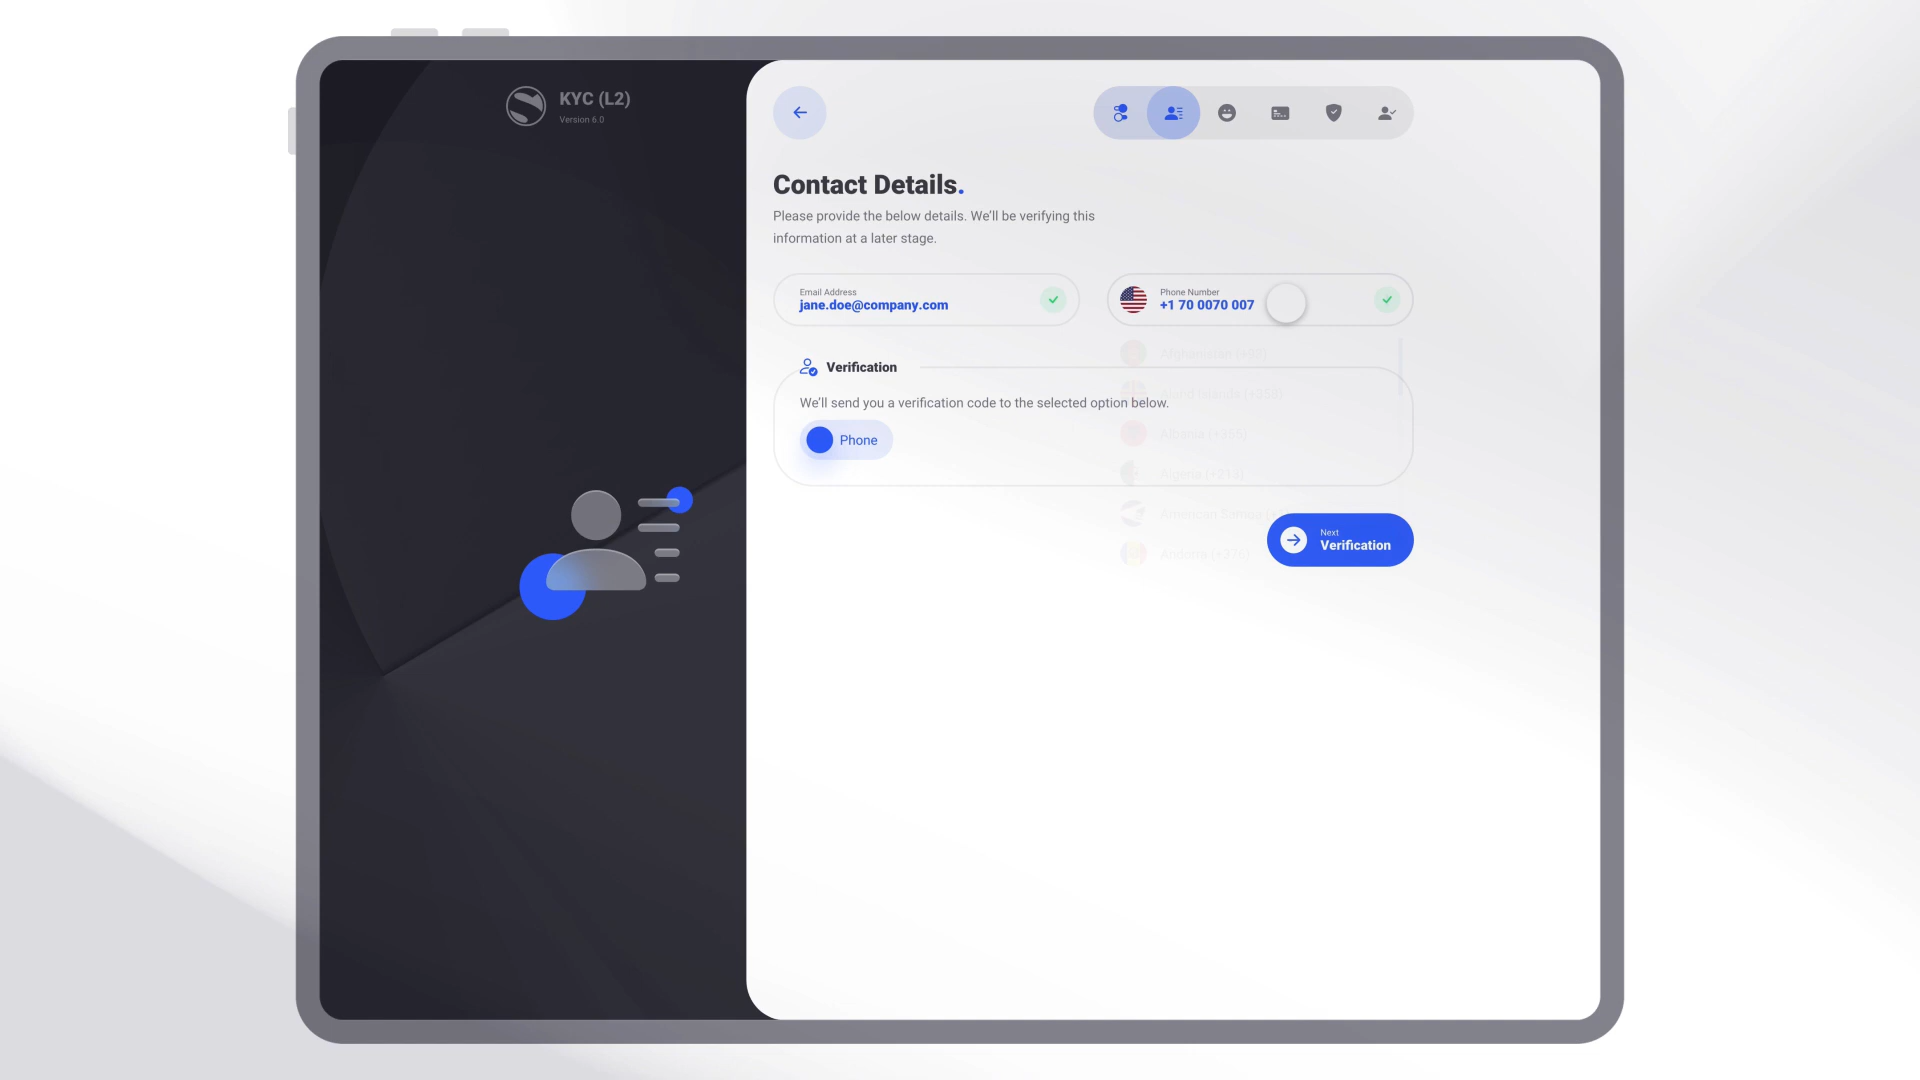 KYC (L2)
Version 6.0
Contact Details.
Please provide the below details. We'll be verifying this
information at a later stage.
Email Address
jane.doe@company.com
Phone Number
+1 70 0070 007
Afghanistan (+93)
Åland Islands (+358)
Albania (+355)
Algeria (+213)
American Samoa
Andorra (+376)
Verification
We'll send you a verification code to the selected option below.
Phone
Next
Verification